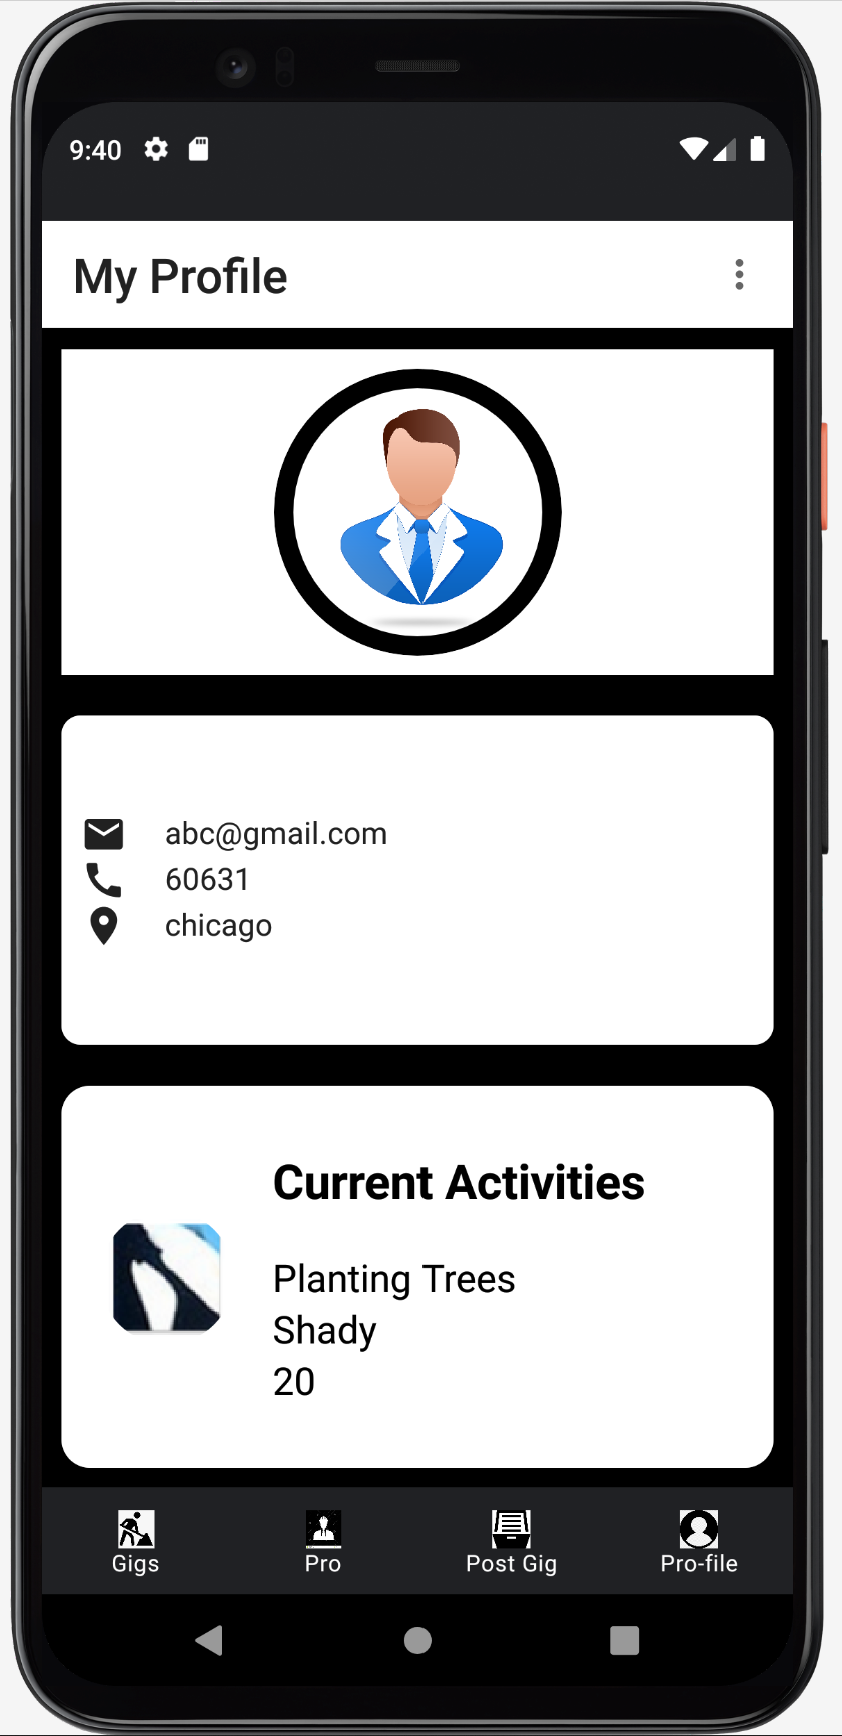 9:40
My Profile
abc@gmail.com
60631
chicago
Current Activities
Planting Trees
Shady
20
Gigs
Pro
Post Gig
Pro-file